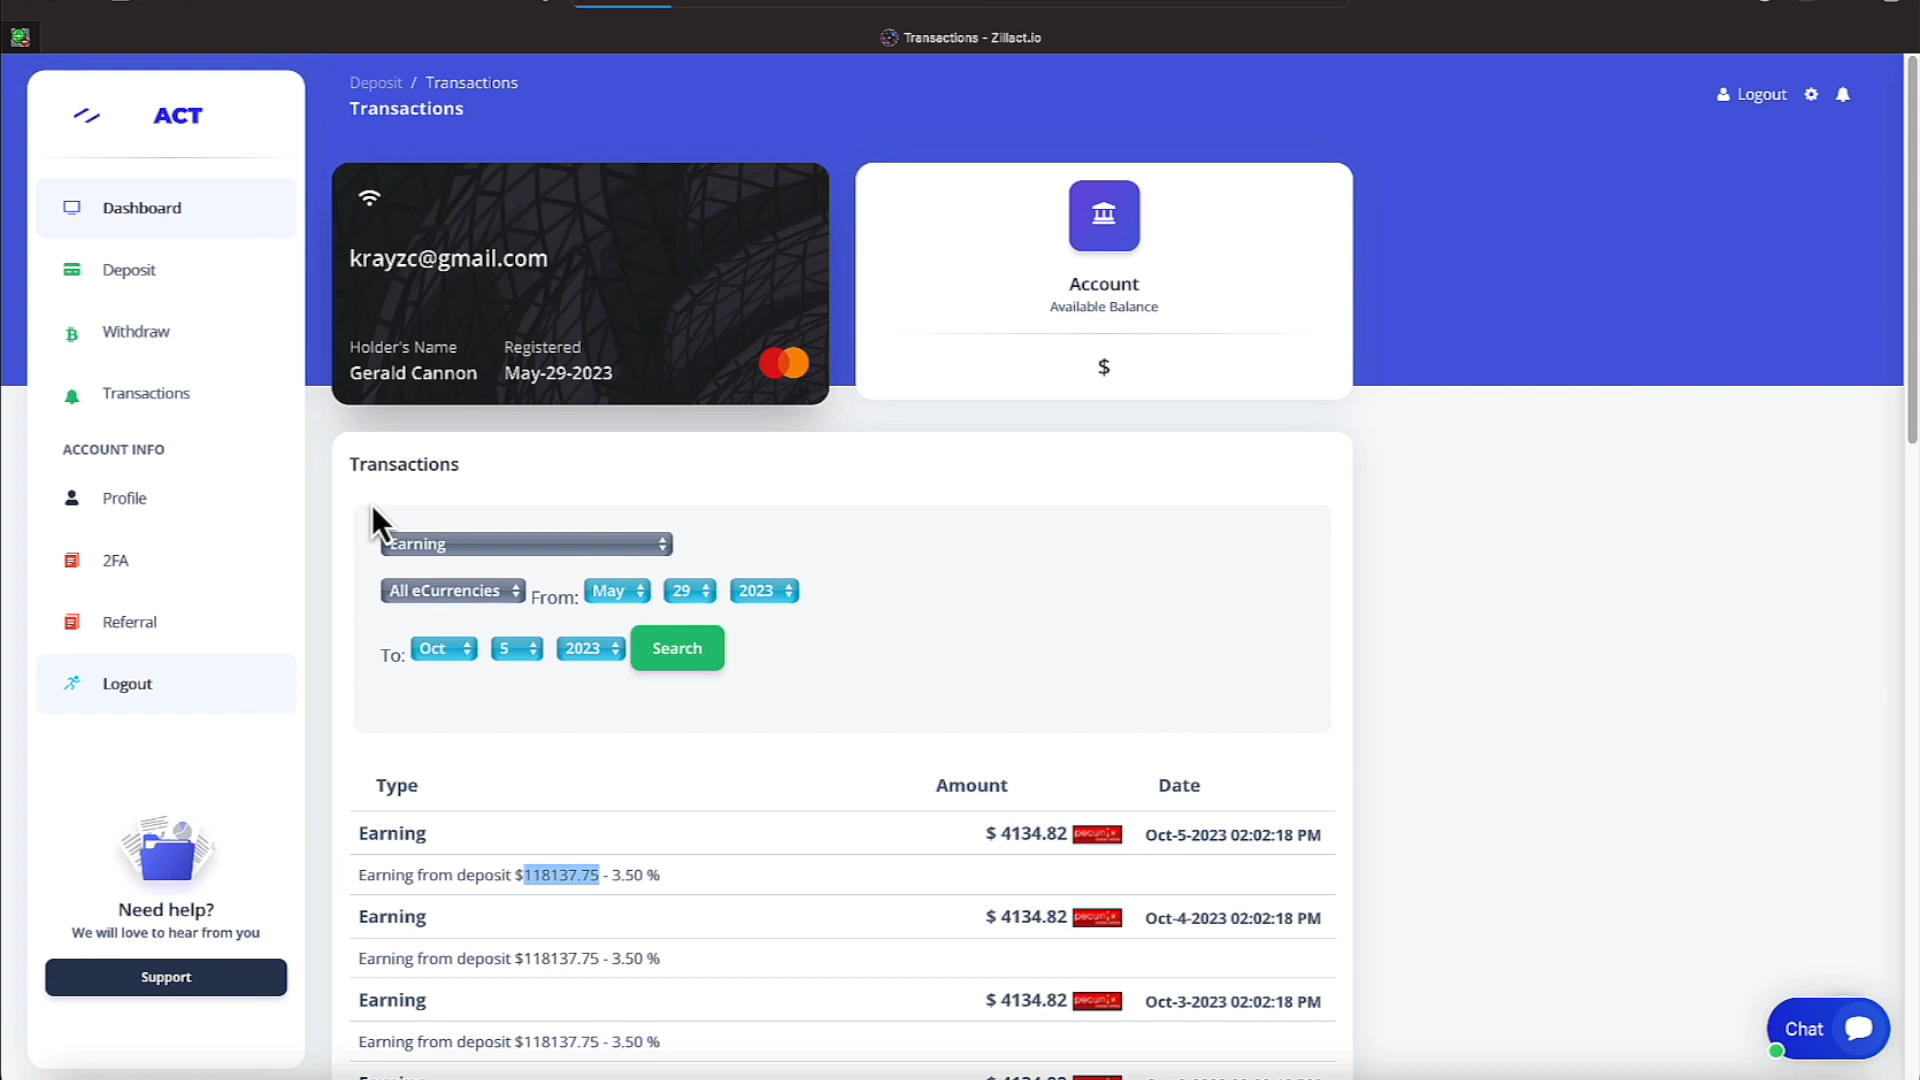 Transactions - Zillact.io
ACT
Deposit / Transactions
Transactions
Logout
Dashboard
Deposit
Withdraw
Transactions
ACCOUNT INFO
Profile
2FA
Referral
Logout
Need help?
We will love to hear from you
Support
krayzc@gmail.com
Holder's Name Registered
Gerald Cannon May-29-2023
Account
Available Balance
$
Transactions
Earning
All eCurrencies From: May 29 2023
To: Oct 5 2023 Search
Type Amount Date
Earning $ 4134.82 pecunix Oct-5-2023 02:02:18 PM
Earning from deposit $118137.75 - 3.50 %
Earning $ 4134.82 pecunix Oct-4-2023 02:02:18 PM
Earning from deposit $118137.75 - 3.50 %
Earning $ 4134.82 pecunix Oct-3-2023 02:02:18 PM
Earning from deposit $118137.75 - 3.50 %
Chat